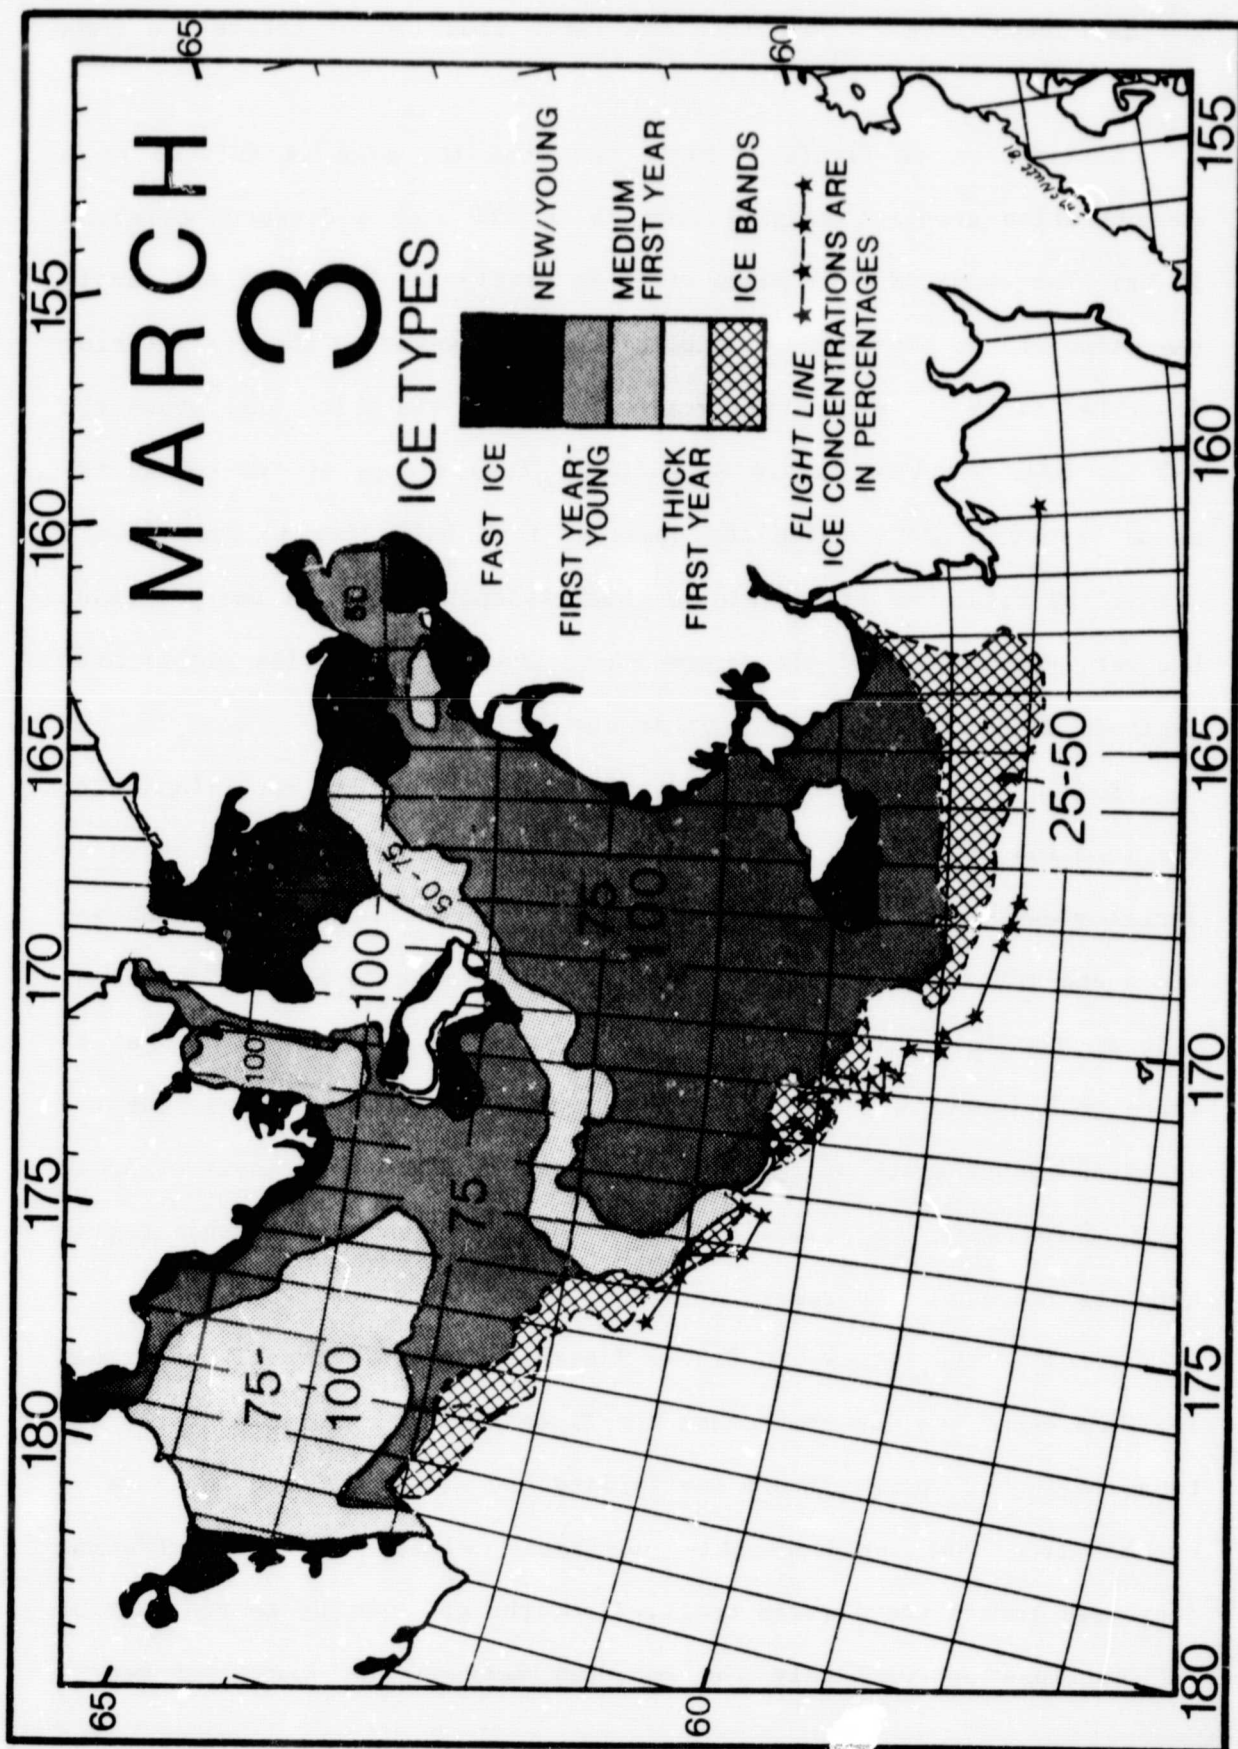 MARCH
3
ICE TYPES
FAST ICE
NEW/YOUNG
FIRST YEAR-
YOUNG
MEDIUM
FIRST YEAR
THICK
FIRST YEAR
ICE BANDS
FLIGHT LINE
ICE CONCENTRATIONS ARE
IN PERCENTAGES
180
175
170
165
160
155
65
60
65
60
180
175
170
165
160
155
75-
100
75
100
100
50-75
75
100
25-50